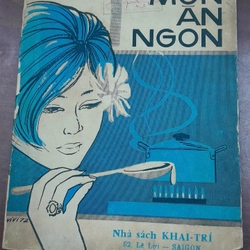 MÓN
ĂN
NGON
Nhà sách KHAI-TRÍ
62, Lê Lợi — SAIGON